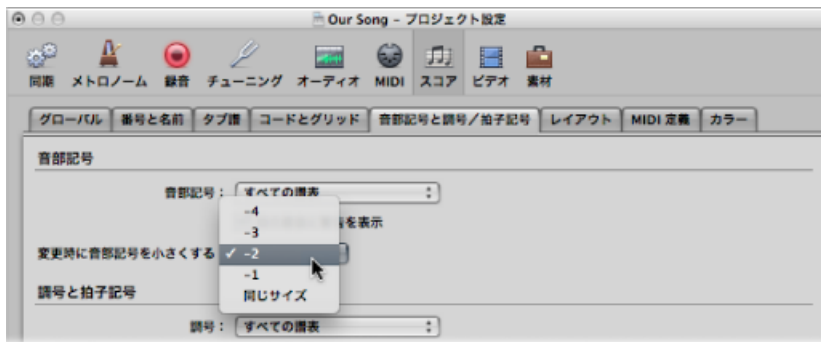 Our Song – プロジェクト設定
同期 メトロノーム 録音 チューニング オーディオ MIDI スコア ビデオ 素材
グローバル 番号と名前 タブ譜 コードとグリッド 音部記号と調号/拍子記号 レイアウト MIDI 定義 カラー
音部記号
音部記号: すべての譜表
-4
を表示
-3
変更時に音部記号を小さくする ✓ -2
-1
調号と拍子記号
同じサイズ
調号: すべての譜表